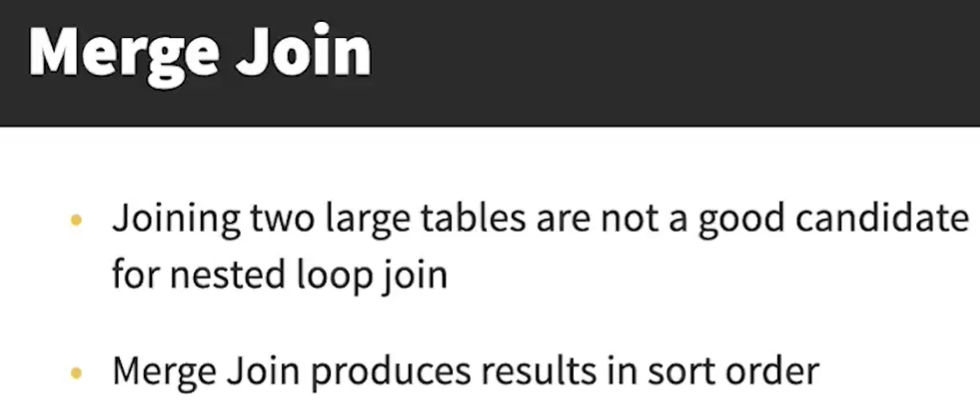 Merge Join
• Joining two large tables are not a good candidate
for nested loop join
• Merge Join produces results in sort order